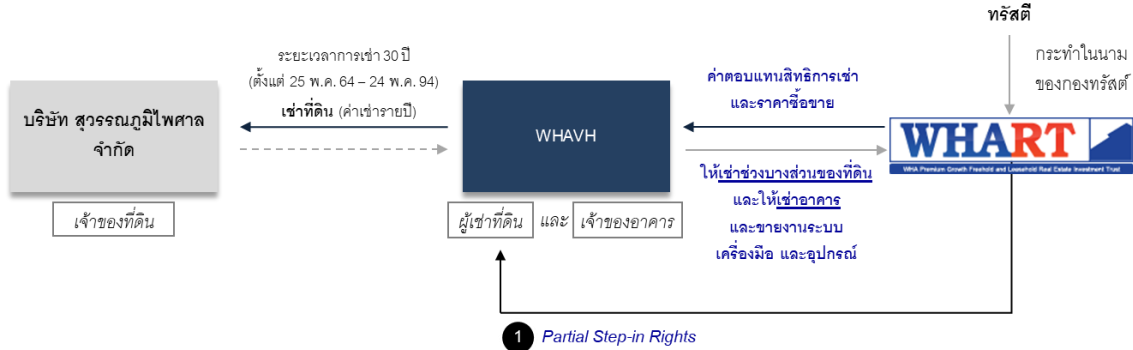 ทรัสตี
กระทำในนาม
ของกองทรัสต์
ระยะเวลาการเช่า 30 ปี
(ตั้งแต่ 25 พ.ค. 64 – 24 พ.ค. 94)
เช่าที่ดิน (ค่าเช่ารายปี)
บริษัท สุวรรณภูมิไพศาล
จำกัด
เจ้าของที่ดิน
WHAVH
ผู้เช่าที่ดิน และ เจ้าของอาคาร
ค่าตอบแทนสิทธิการเช่า
และราคาซื้อขาย
WHART
WHA Premium Growth Freehold and Leasehold Real Estate Investment Trust
ให้เช่าช่วงบางส่วนของที่ดิน
และให้เช่าอาคาร
และขายงานระบบ
เครื่องมือ และอุปกรณ์
1 Partial Step-in Rights